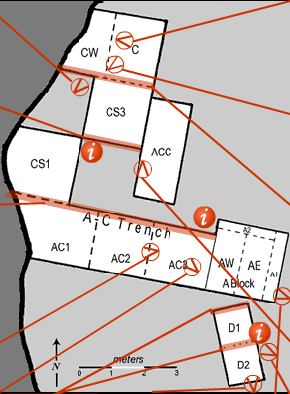 C
CW
CS3
i
ACC
CS1
i
A/C Trench
A2
AC1
AC2
AC3
AW
AE
A1
A Block
D1
i
D2
N
meters
0 1 2 3